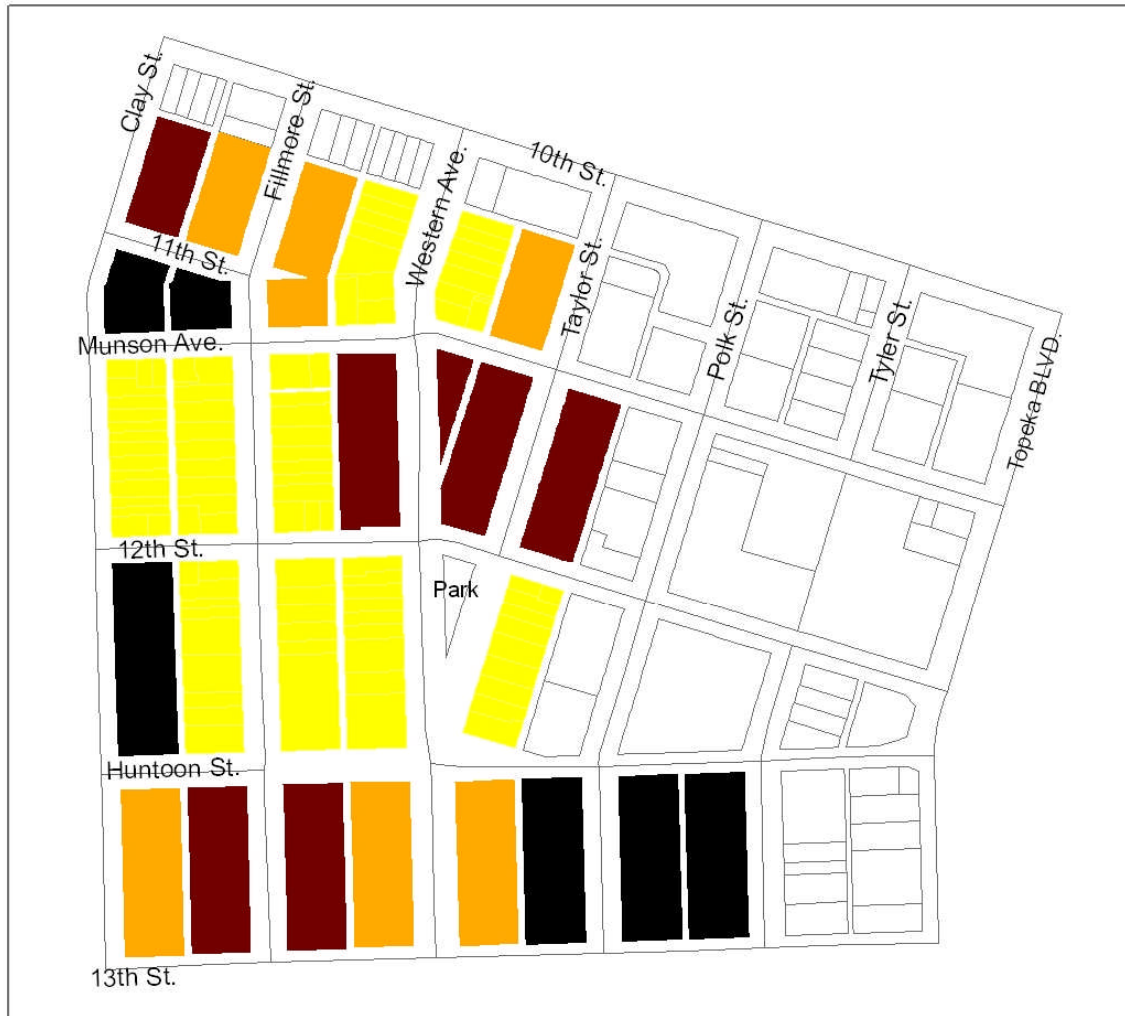 Clay St.
Fillmore St.
10th St.
Western Ave.
11th St.
Taylor St.
Munson Ave.
Polk St.
Tyler St.
Topeka BLVD.
12th St.
Park
Huntoon St.
13th St.